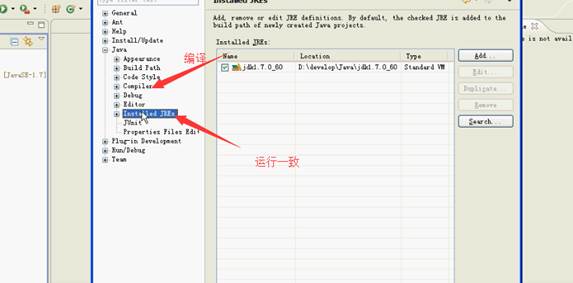 Installed JREs
General
Ant
Help
Install/Update
Java
Appearance
Build Path
Code Style
Compiler
Debug
Editor
Installed JREs
JUnit
Properties Files Edit
Plug-in Development
Run/Debug
Team
[JavaSE-1.7]
编译
运行一致
Add, remove or edit JRE definitions. By default, the checked JRE is added to the
build path of newly created Java projects.
Installed JREs:
Name Location Type
jdk1.7.0_60 D:\develop\Java\jdk1.7.0_60 Standard VM
Add...
Edit...
Duplicate...
Remove
Search...
is not avail